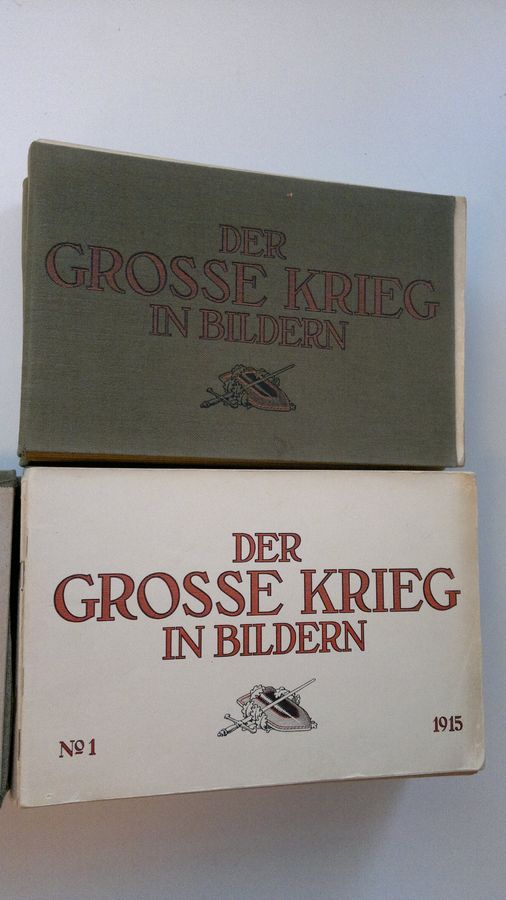 DER
GROSSE KRIEG
IN BILDERN
DER
GROSSE KRIEG
IN BILDERN
No 1
1915